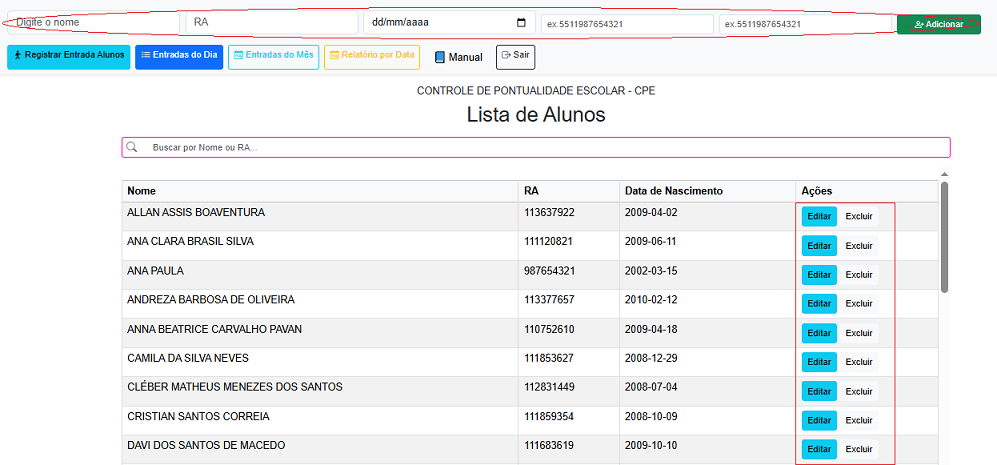 Digite o nome RA dd/mm/aaaa ex.5511987654321 ex.5511987654321 Adicionar
Registrar Entrada Alunos Entradas do Dia Entradas do Mês Relatório por Data Manual Sair
CONTROLE DE PONTUALIDADE ESCOLAR - CPE
Lista de Alunos
Buscar por Nome ou RA...
Nome RA Data de Nascimento Ações
ALLAN ASSIS BOAVENTURA 113637922 2009-04-02 Editar Excluir
ANA CLARA BRASIL SILVA 111120821 2009-06-11 Editar Excluir
ANA PAULA 987654321 2002-03-15 Editar Excluir
ANDREZA BARBOSA DE OLIVEIRA 113377657 2010-02-12 Editar Excluir
ANNA BEATRICE CARVALHO PAVAN 110752610 2009-04-18 Editar Excluir
CAMILA DA SILVA NEVES 111853627 2008-12-29 Editar Excluir
CLÉBER MATHEUS MENEZES DOS SANTOS 112831449 2008-07-04 Editar Excluir
CRISTIAN SANTOS CORREIA 111859354 2008-10-09 Editar Excluir
DAVI DOS SANTOS DE MACEDO 111683619 2009-10-10 Editar Excluir